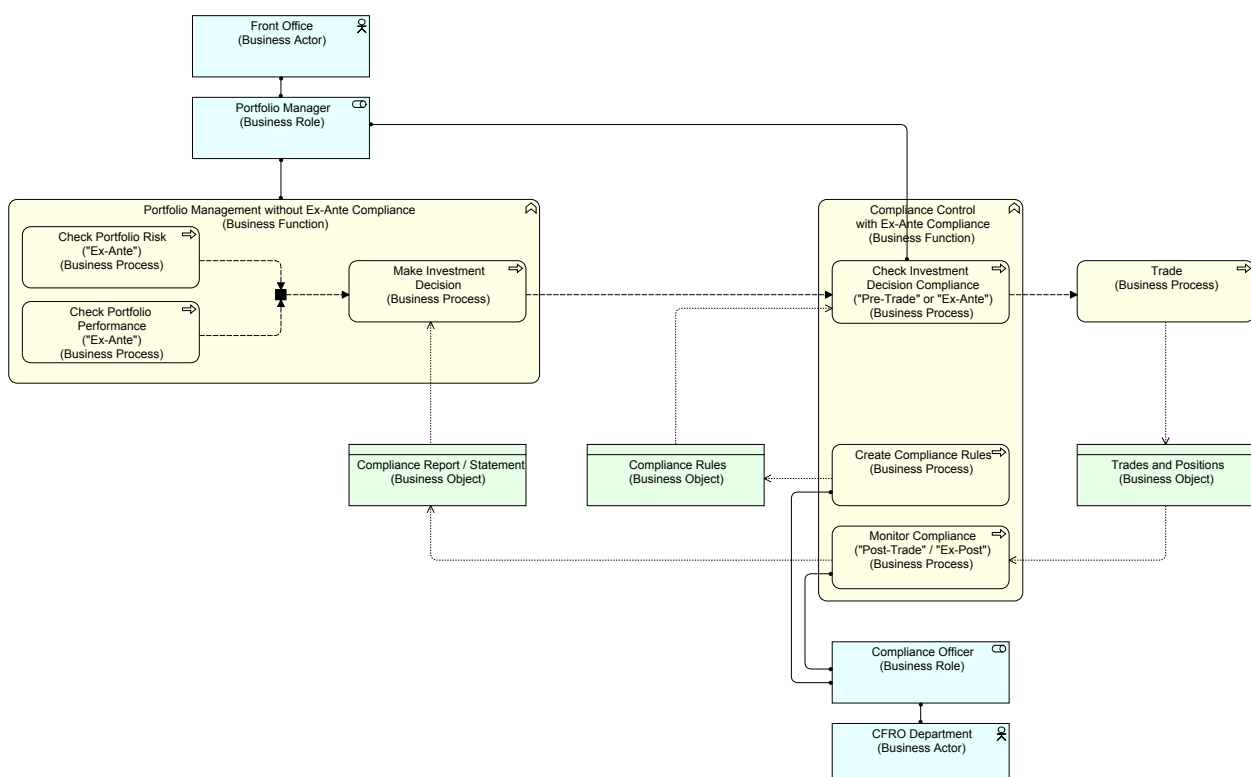 Front Office
(Business Actor)
Portfolio Manager
(Business Role)
Portfolio Management without Ex-Ante Compliance
(Business Function)
Check Portfolio Risk
("Ex-Ante")
(Business Process)
Check Portfolio
Performance
("Ex-Ante")
(Business Process)
Make Investment
Decision
(Business Process)
Compliance Control
with Ex-Ante Compliance
(Business Function)
Check Investment
Decision Compliance
("Pre-Trade" or "Ex-Ante")
(Business Process)
Trade
(Business Process)
Compliance Report / Statement
(Business Object)
Compliance Rules
(Business Object)
Create Compliance Rules
(Business Process)
Trades and Positions
(Business Object)
Monitor Compliance
("Post-Trade" / "Ex-Post")
(Business Process)
Compliance Officer
(Business Role)
CFRO Department
(Business Actor)